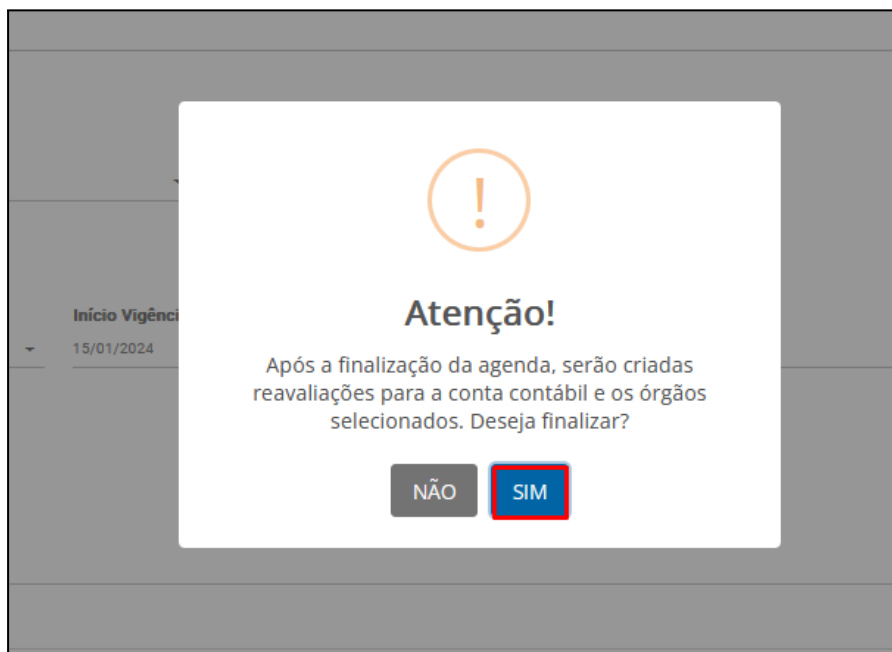 Início Vigênci
15/01/2024
!
Atenção!
Após a finalização da agenda, serão criadas
reavaliações para a conta contábil e os órgãos
selecionados. Deseja finalizar?
NÃO
SIM